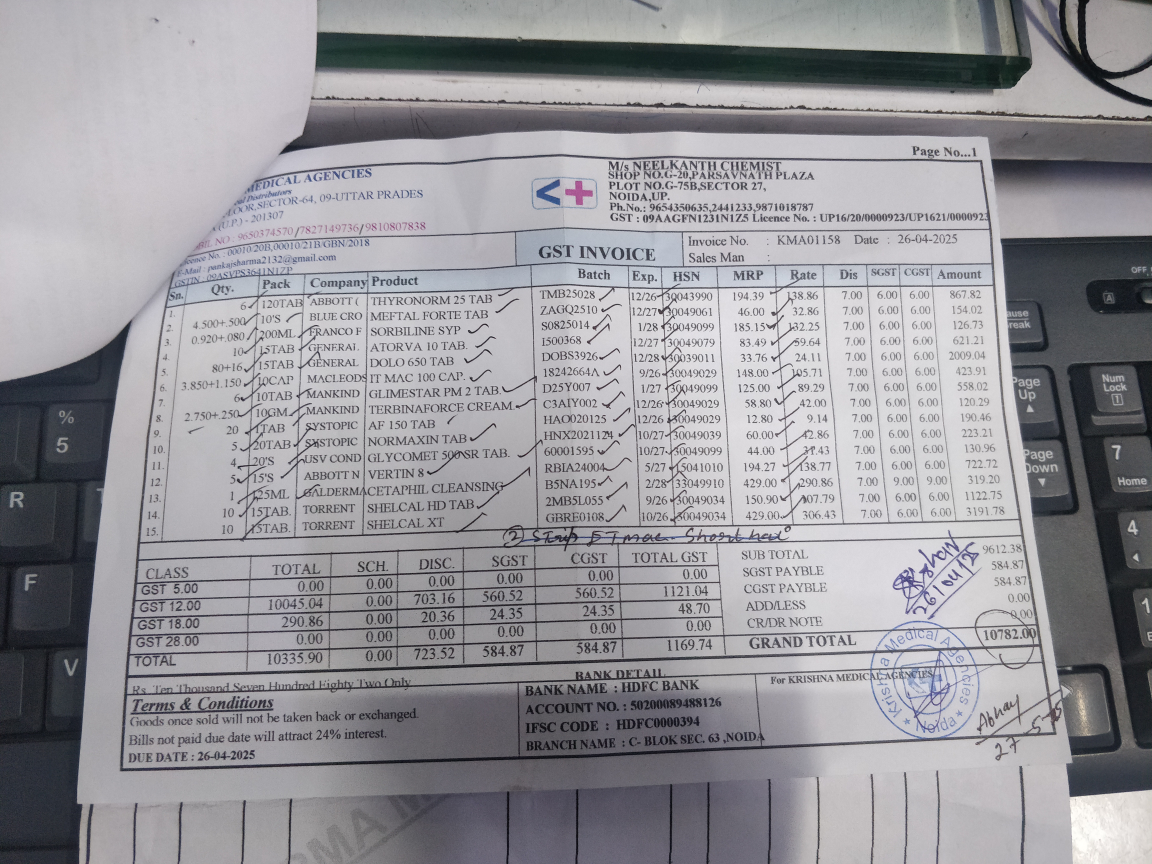 Page No...1
MEDICAL AGENCIES
Distributors
FLOOR,SECTOR-64, 09-UTTAR PRADES
(U.P.) - 201307
MOBIL NO : 9650374570/7827149736/9810807838
Licence No. : 00010/20B,00010/21B/GBN/2018
E-Mail : pankajsharma2132@gmail.com
GSTIN : 09ASVPS3641N1ZP
M/s NEELKANTH CHEMIST
SHOP NO.G-20,PARSAVNATH PLAZA
PLOT NO.G-75B,SECTOR 27,
NOIDA,UP.
Ph.No.: 9654350635,2441233,9871018787
GST : 09AAGFN1231N1Z5 Licence No. : UP16/20/0000923/UP1621/0000923
GST INVOICE
Invoice No. : KMA01158 Date : 26-04-2025
Sales Man :
Sn. Qty. Pack Company Product Batch Exp. HSN MRP Rate Dis SGST CGST Amount
1. 6 120TAB ABBOTT ( THYRONORM 25 TAB TMB25028 12/26 30043990 194.39 138.86 7.00 6.00 6.00 867.82
2. 4.500+.500 10'S BLUE CRO MEFTAL FORTE TAB ZAGQ2510 12/27 30049061 46.00 32.86 7.00 6.00 6.00 154.02
3. 0.920+.080 200ML FRANCO F SORBILINE SYP S0825014 1/28 30049099 185.15 132.25 7.00 6.00 6.00 126.73
4. 10 15TAB GENERAL ATORVA 10 TAB. I500368 12/27 30049079 83.49 59.64 7.00 6.00 6.00 621.21
5. 80+16 15TAB GENERAL DOLO 650 TAB DOBS3926 12/28 30039011 33.76 24.11 7.00 6.00 6.00 2009.04
6. 3.850+1.150 10CAP MACLEODS IT MAC 100 CAP. 18242664A 9/26 30049029 148.00 105.71 7.00 6.00 6.00 423.91
7. 6 10TAB MANKIND GLIMESTAR PM 2 TAB. D25Y007 1/27 30049099 125.00 89.29 7.00 6.00 6.00 558.02
8. 2.750+.250 10GM MANKIND TERBINAFORCE CREAM C3AIY002 12/26 30049029 58.80 42.00 7.00 6.00 6.00 120.29
9. 20 1TAB SYSTOPIC AF 150 TAB HAO020125 12/26 30049029 12.80 9.14 7.00 6.00 6.00 190.46
10. 5 20TAB SYSTOPIC NORMAXIN TAB HNX2021124 10/27 30049039 60.00 42.86 7.00 6.00 6.00 223.21
11. 4 20'S USV COND GLYCOMET 500 SR TAB. 60001595 10/27 30049099 44.00 31.43 7.00 6.00 6.00 130.96
12. 5 15'S ABBOTT N VERTIN 8 RBIA24004 5/27 15041010 194.27 138.77 7.00 6.00 6.00 722.72
13. 1 125ML GALDERMA CETAPHIL CLEANSING B5NA195 2/28 33049910 429.00 290.86 7.00 9.00 9.00 319.20
14. 10 15TAB. TORRENT SHELCAL HD TAB 2MB5L055 9/26 30049034 150.90 107.79 7.00 6.00 6.00 1122.75
15. 10 15TAB. TORRENT SHELCAL XT GBRE0108 10/26 30049034 429.00 306.43 7.00 6.00 6.00 3191.78
② Strip ITmac Short hai
CLASS TOTAL SCH. DISC. SGST CGST TOTAL GST
GST 5.00 0.00 0.00 0.00 0.00 0.00 0.00
GST 12.00 10045.04 0.00 703.16 560.52 560.52 1121.04
GST 18.00 290.86 0.00 20.36 24.35 24.35 48.70
GST 28.00 0.00 0.00 0.00 0.00 0.00 0.00
TOTAL 10335.90 0.00 723.52 584.87 584.87 1169.74
SUB TOTAL 9612.38
SGST PAYBLE 584.87
CGST PAYBLE 584.87
ADD/LESS 0.00
CR/DR NOTE 0.00
GRAND TOTAL 10782.00
26/04/25
Rs. Ten Thousand Seven Hundred Eighty Two Only
Terms & Conditions
Goods once sold will not be taken back or exchanged.
Bills not paid due date will attract 24% interest.
DUE DATE : 26-04-2025
BANK DETAIL
BANK NAME : HDFC BANK
ACCOUNT NO. : 50200089488126
IFSC CODE : HDFC0000394
BRANCH NAME : C- BLOK SEC. 63 ,NOIDA
For KRISHNA MEDICAL AGENCIES
Krishna Medical Agencies
Noida
Abhay